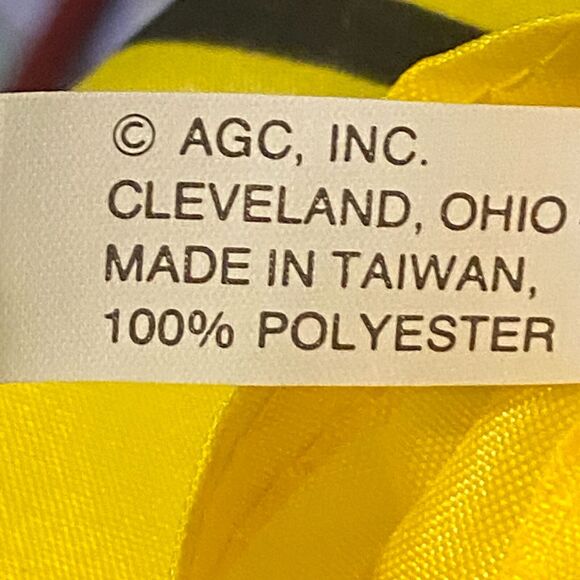 © AGC, INC.
CLEVELAND, OHIO
MADE IN TAIWAN,
100% POLYESTER